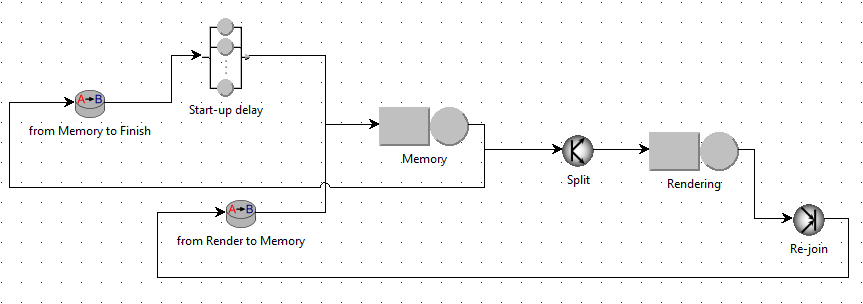 Start-up delay
A→B
from Memory to Finish
Memory
Split
Rendering
A→B
from Render to Memory
Re-join